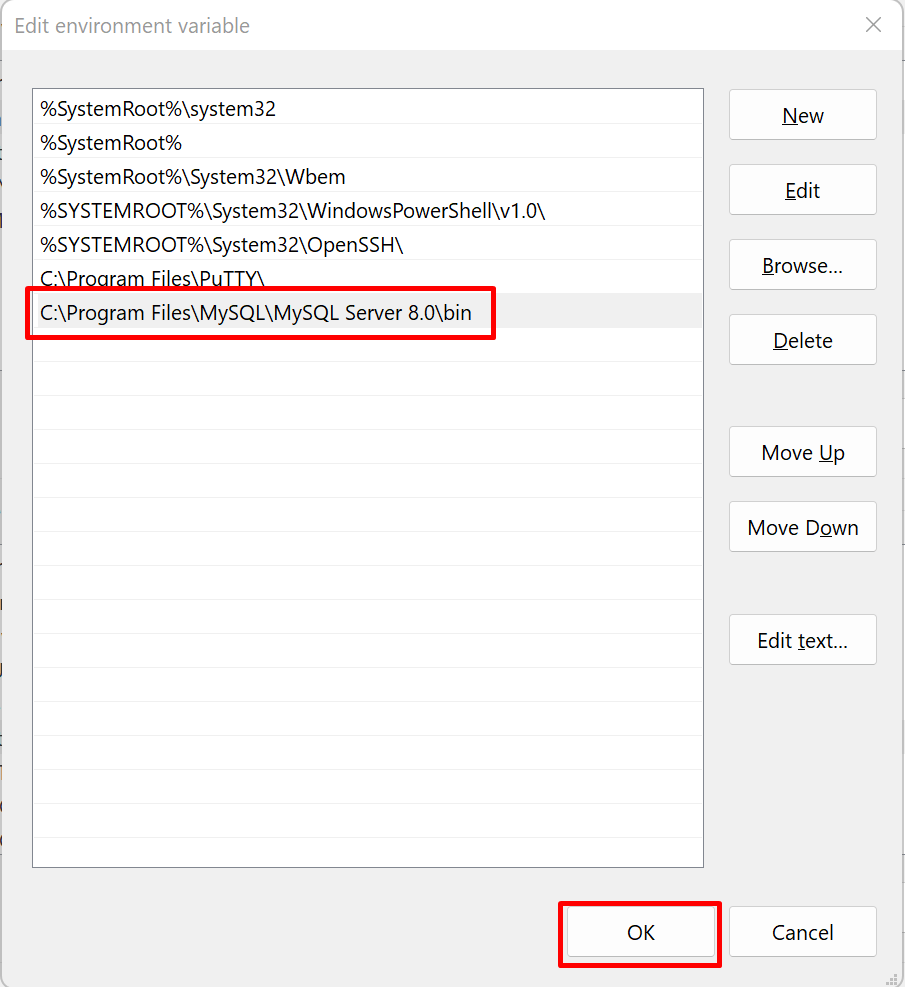 Edit environment variable
%SystemRoot%\system32
%SystemRoot%
%SystemRoot%\System32\Wbem
%SYSTEMROOT%\System32\WindowsPowerShell\v1.0\
%SYSTEMROOT%\System32\OpenSSH\
C:\Program Files\PuTTY\
C:\Program Files\MySQL\MySQL Server 8.0\bin
New
Edit
Browse...
Delete
Move Up
Move Down
Edit text...
OK
Cancel